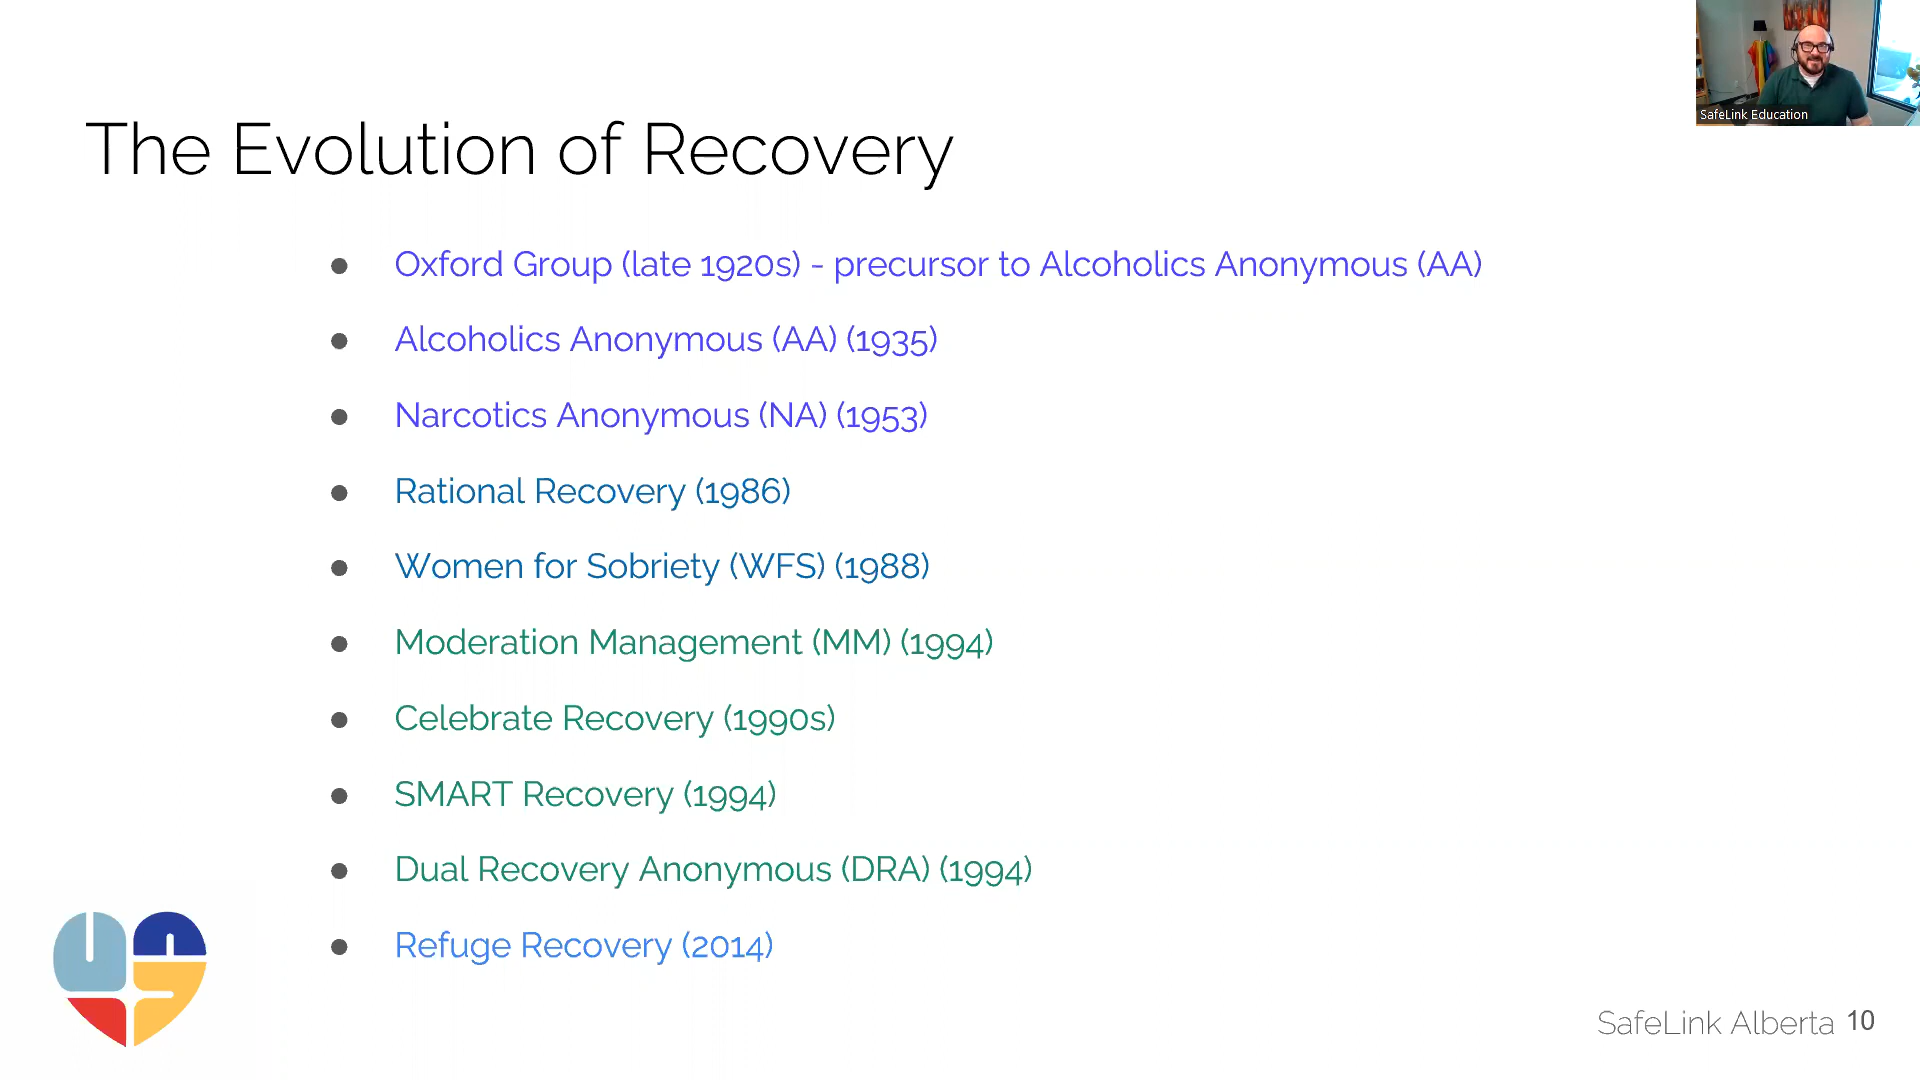 SafeLink Education
The Evolution of Recovery
● Oxford Group (late 1920s) - precursor to Alcoholics Anonymous (AA)
● Alcoholics Anonymous (AA) (1935)
● Narcotics Anonymous (NA) (1953)
● Rational Recovery (1986)
● Women for Sobriety (WFS) (1988)
● Moderation Management (MM) (1994)
● Celebrate Recovery (1990s)
● SMART Recovery (1994)
● Dual Recovery Anonymous (DRA) (1994)
● Refuge Recovery (2014)
SafeLink Alberta 10